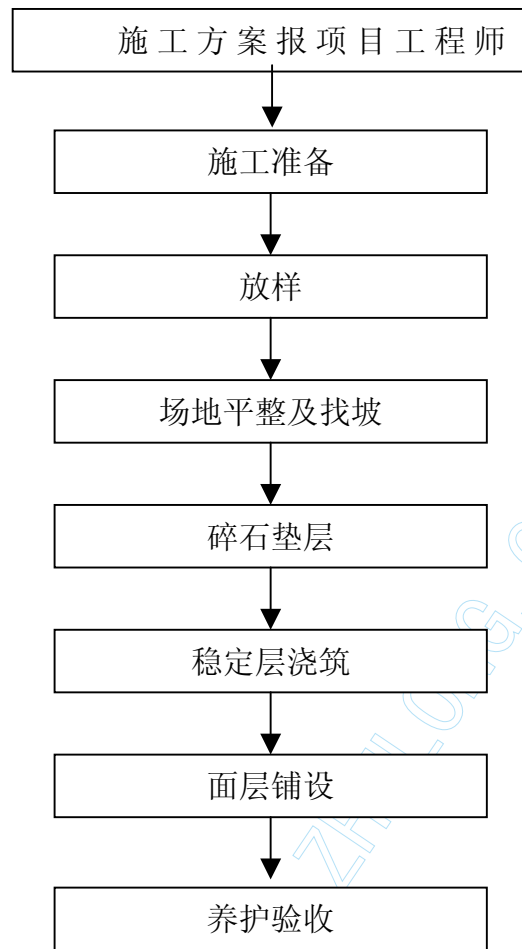 施工方案报项目工程师
施工准备
放样
场地平整及找坡
碎石垫层
稳定层浇筑
面层铺设
养护验收